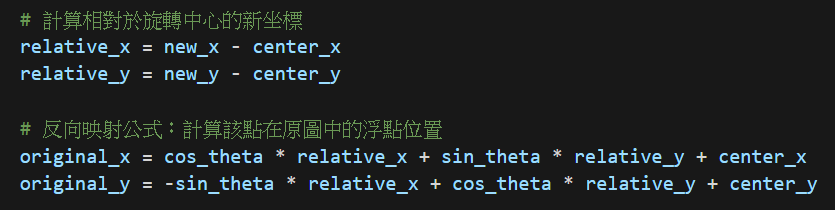 # 計算相對於旋轉中心的新坐標
relative_x = new_x - center_x
relative_y = new_y - center_y
# 反向映射公式：計算該點在原圖中的浮點位置
original_x = cos_theta * relative_x + sin_theta * relative_y + center_x
original_y = -sin_theta * relative_x + cos_theta * relative_y + center_y